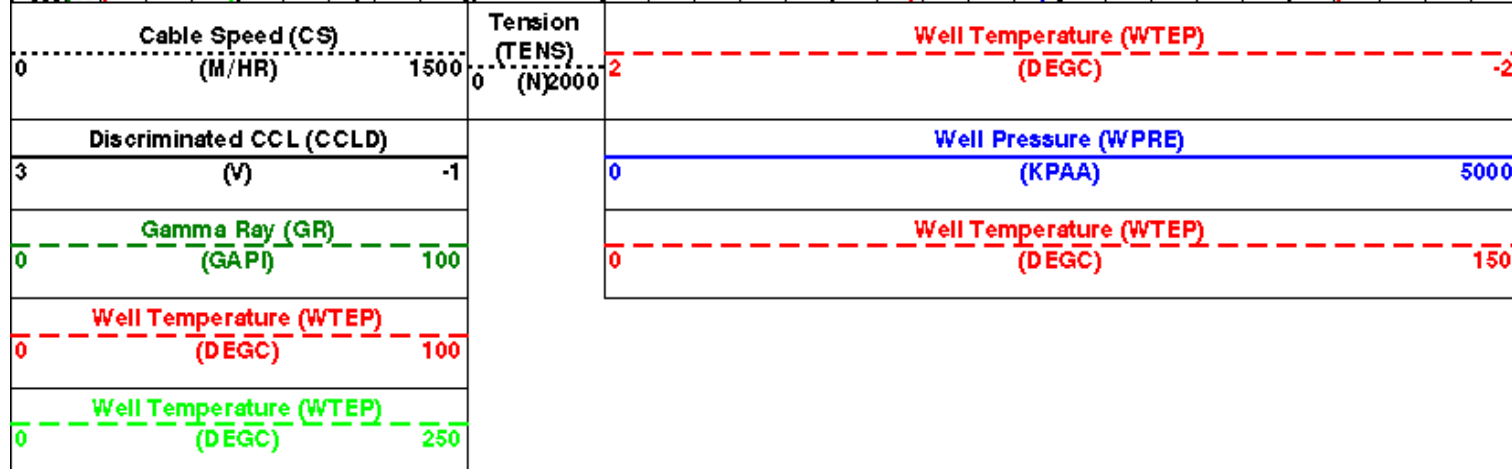 Cable Speed (CS)
0 (M/HR) 1500
Tension
(TENS)
0 (N) 2000
Well Temperature (WTEP)
2 (DEGC) -2
Discriminated CCL (CCLD)
3 (V) -1
Well Pressure (WPRE)
0 (KPAA) 5000
Gamma Ray (GR)
0 (GAPI) 100
Well Temperature (WTEP)
0 (DEGC) 150
Well Temperature (WTEP)
0 (DEGC) 100
Well Temperature (WTEP)
0 (DEGC) 250